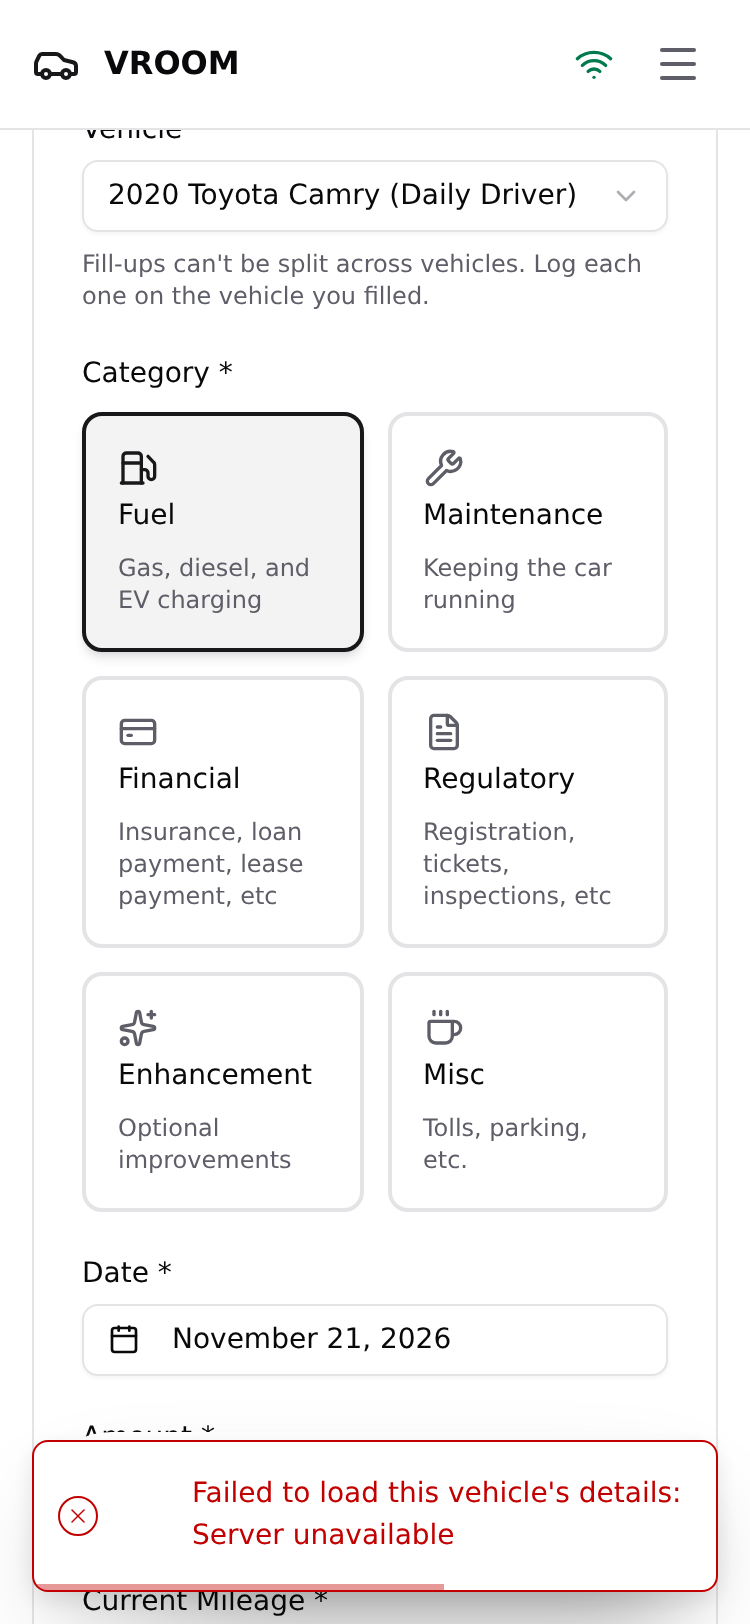 VROOM
Vehicle
2020 Toyota Camry (Daily Driver)
Fill-ups can't be split across vehicles. Log each
one on the vehicle you filled.
Category *
Fuel
Gas, diesel, and
EV charging
Maintenance
Keeping the car
running
Financial
Insurance, loan
payment, lease
payment, etc
Regulatory
Registration,
tickets,
inspections, etc
Enhancement
Optional
improvements
Misc
Tolls, parking,
etc.
Date *
November 21, 2026
Amount *
Failed to load this vehicle's details:
Server unavailable
Current Mileage *